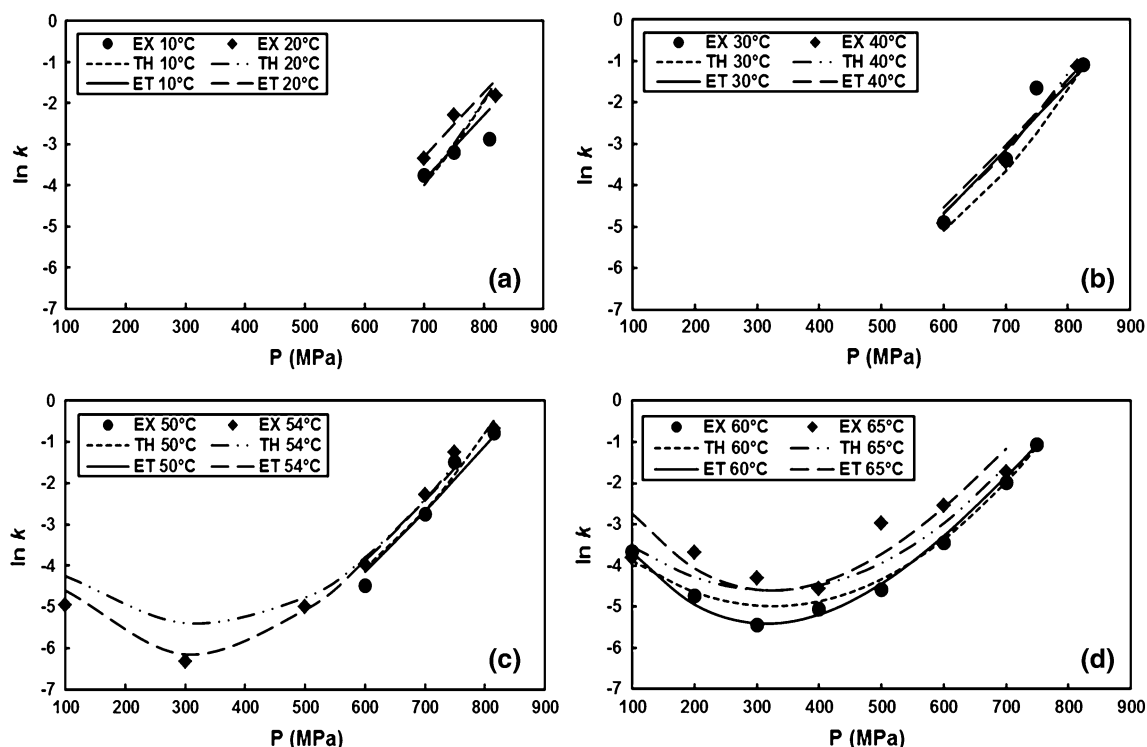 0
EX 10°C EX 20°C
TH 10°C TH 20°C
ET 10°C ET 20°C
-1
-2
-3
-4
-5
-6
-7
ln k
(a)
100 200 300 400 500 600 700 800 900
P (MPa)
0
EX 30°C EX 40°C
TH 30°C TH 40°C
ET 30°C ET 40°C
-1
-2
-3
-4
-5
-6
-7
ln k
(b)
100 200 300 400 500 600 700 800 900
P (MPa)
0
EX 50°C EX 54°C
TH 50°C TH 54°C
ET 50°C ET 54°C
-1
-2
-3
-4
-5
-6
-7
ln k
(c)
100 200 300 400 500 600 700 800 900
P (MPa)
0
EX 60°C EX 65°C
TH 60°C TH 65°C
ET 60°C ET 65°C
-1
-2
-3
-4
-5
-6
-7
ln k
(d)
100 200 300 400 500 600 700 800 900
P (MPa)